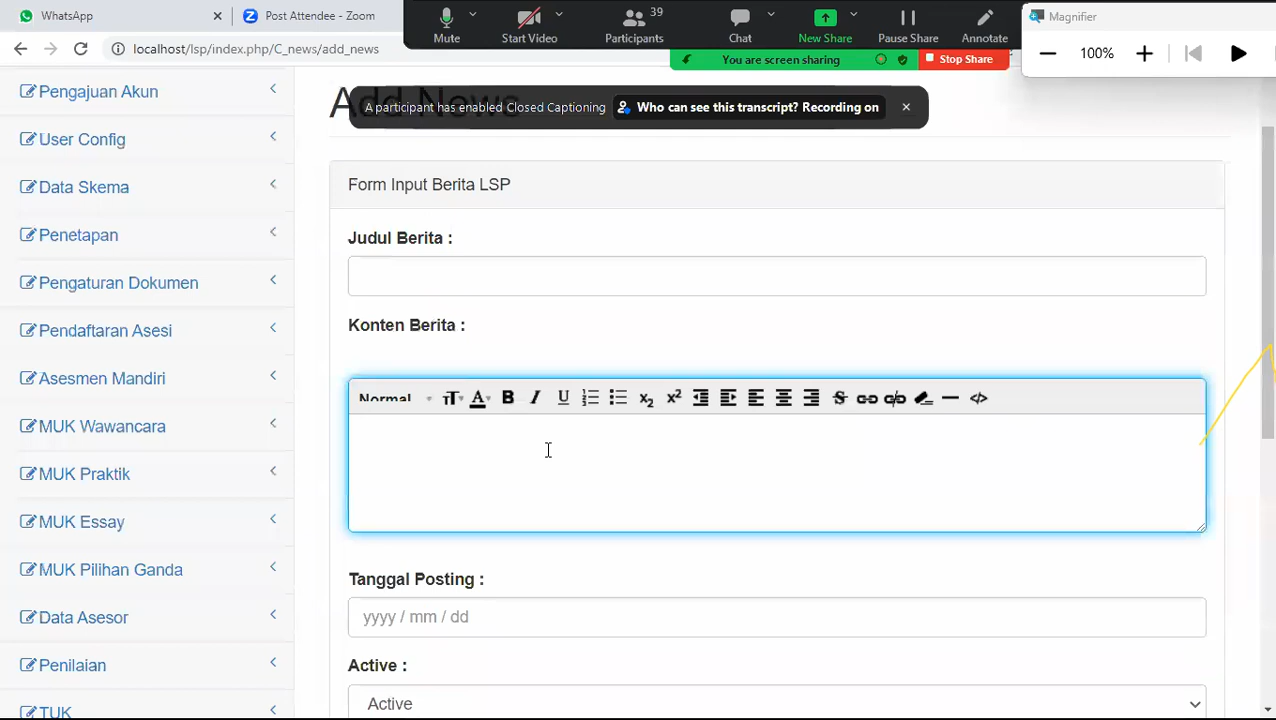 WhatsApp
Post Attendee - Zoom
Mute
Start Video
39
Participants
Chat
New Share
Pause Share
Annotate
Magnifier
100%
localhost/lsp/index.php/C_news/add_news
You are screen sharing
Stop Share
Add News
A participant has enabled Closed Captioning
Who can see this transcript? Recording on
Pengajuan Akun
User Config
Data Skema
Penetapan
Pengaturan Dokumen
Pendaftaran Asesi
Asesmen Mandiri
MUK Wawancara
MUK Praktik
MUK Essay
MUK Pilihan Ganda
Data Asesor
Penilaian
TUK
Form Input Berita LSP
Judul Berita :
Konten Berita :
Normal
Tanggal Posting :
yyyy / mm / dd
Active :
Active